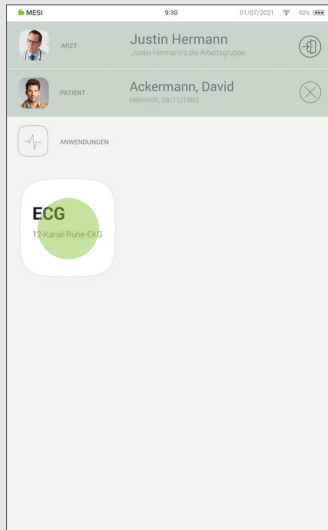 MESI
9:30
01/07/2021
92%
ARZT
Justin Hermann
Justin Hermann's die Arbeitsgruppe
PATIENT
Ackermann, David
Männlich, 28/11/1983
ANWENDUNGEN
ECG
12-Kanal-Ruhe-EKG